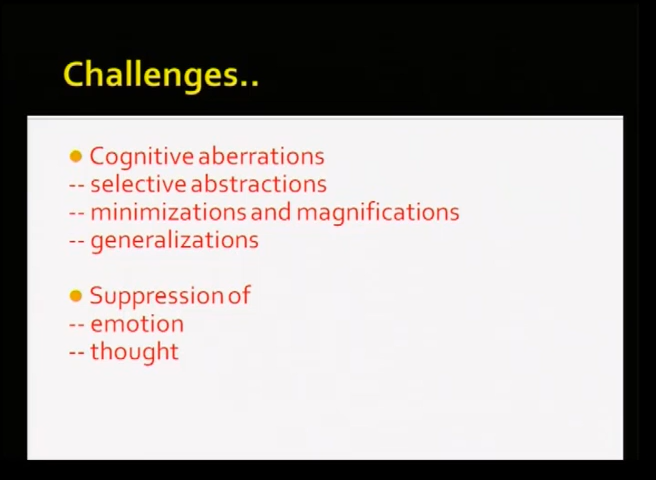 Challenges..
● Cognitive aberrations
-- selective abstractions
-- minimizations and magnifications
-- generalizations
● Suppression of
-- emotion
-- thought